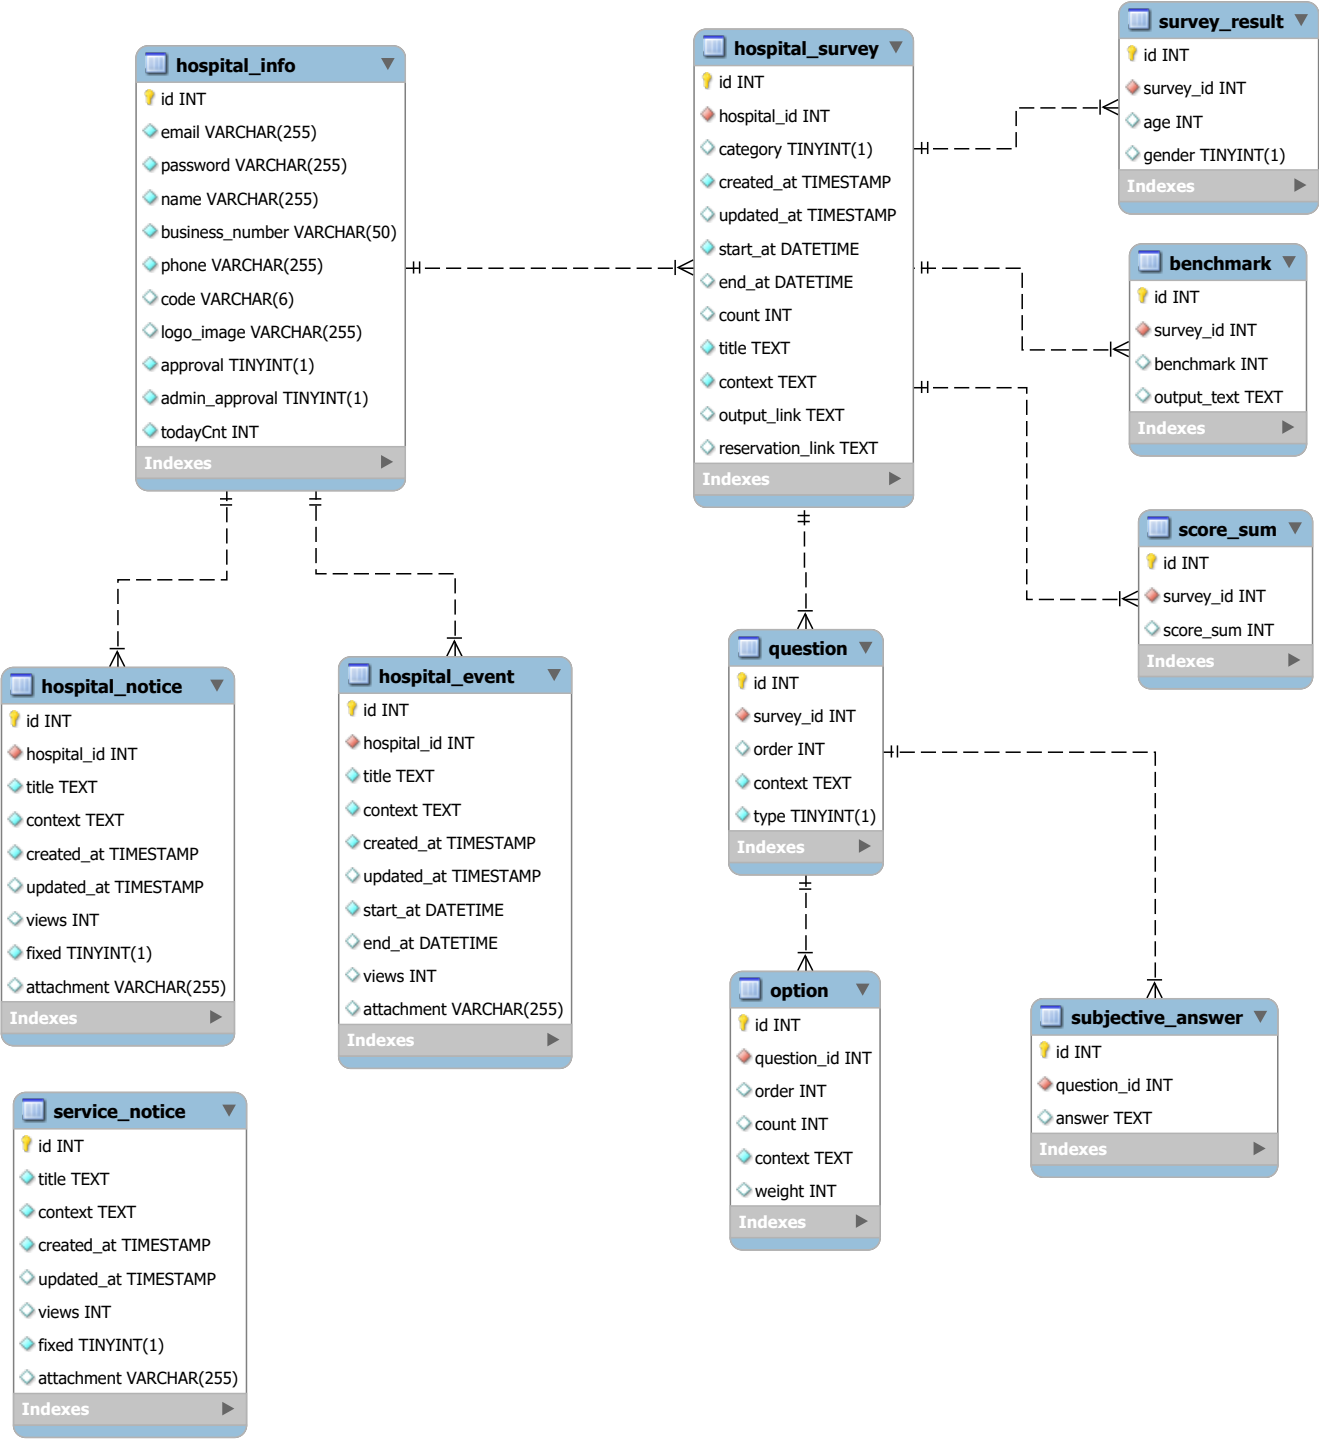 hospital_info
id INT
email VARCHAR(255)
password VARCHAR(255)
name VARCHAR(255)
business_number VARCHAR(50)
phone VARCHAR(255)
code VARCHAR(6)
logo_image VARCHAR(255)
approval TINYINT(1)
admin_approval TINYINT(1)
todayCnt INT
Indexes
hospital_survey
id INT
hospital_id INT
category TINYINT(1)
created_at TIMESTAMP
updated_at TIMESTAMP
start_at DATETIME
end_at DATETIME
count INT
title TEXT
context TEXT
output_link TEXT
reservation_link TEXT
Indexes
survey_result
id INT
survey_id INT
age INT
gender TINYINT(1)
Indexes
benchmark
id INT
survey_id INT
benchmark INT
output_text TEXT
Indexes
score_sum
id INT
survey_id INT
score_sum INT
Indexes
hospital_notice
id INT
hospital_id INT
title TEXT
context TEXT
created_at TIMESTAMP
updated_at TIMESTAMP
views INT
fixed TINYINT(1)
attachment VARCHAR(255)
Indexes
hospital_event
id INT
hospital_id INT
title TEXT
context TEXT
created_at TIMESTAMP
updated_at TIMESTAMP
start_at DATETIME
end_at DATETIME
views INT
attachment VARCHAR(255)
Indexes
question
id INT
survey_id INT
order INT
context TEXT
type TINYINT(1)
Indexes
option
id INT
question_id INT
order INT
count INT
context TEXT
weight INT
Indexes
subjective_answer
id INT
question_id INT
answer TEXT
Indexes
service_notice
id INT
title TEXT
context TEXT
created_at TIMESTAMP
updated_at TIMESTAMP
views INT
fixed TINYINT(1)
attachment VARCHAR(255)
Indexes